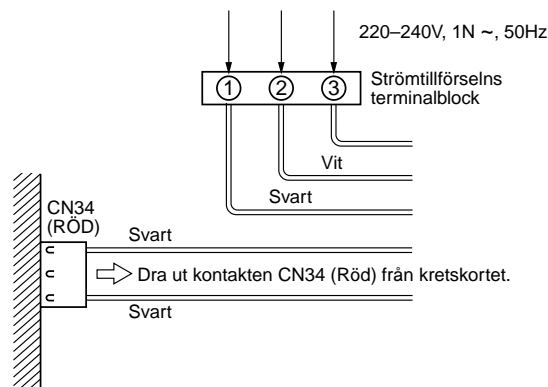 220–240V, 1N ~, 50Hz
1 2 3
Strömtillförselns
terminalblock
Vit
Svart
CN34
(RÖD)
Svart
Dra ut kontakten CN34 (Röd) från kretskortet.
Svart